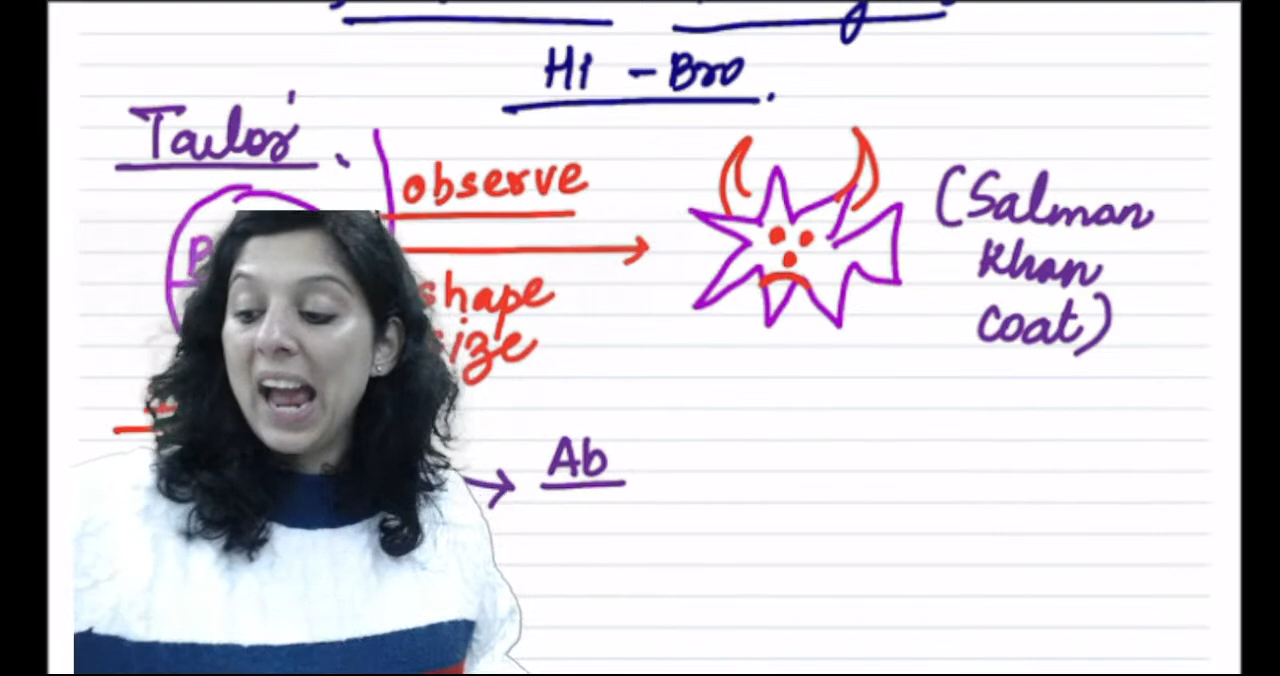 Hi - Bro.
Tailor
observe
shape
size
(Salman
Khan
coat)
Ab